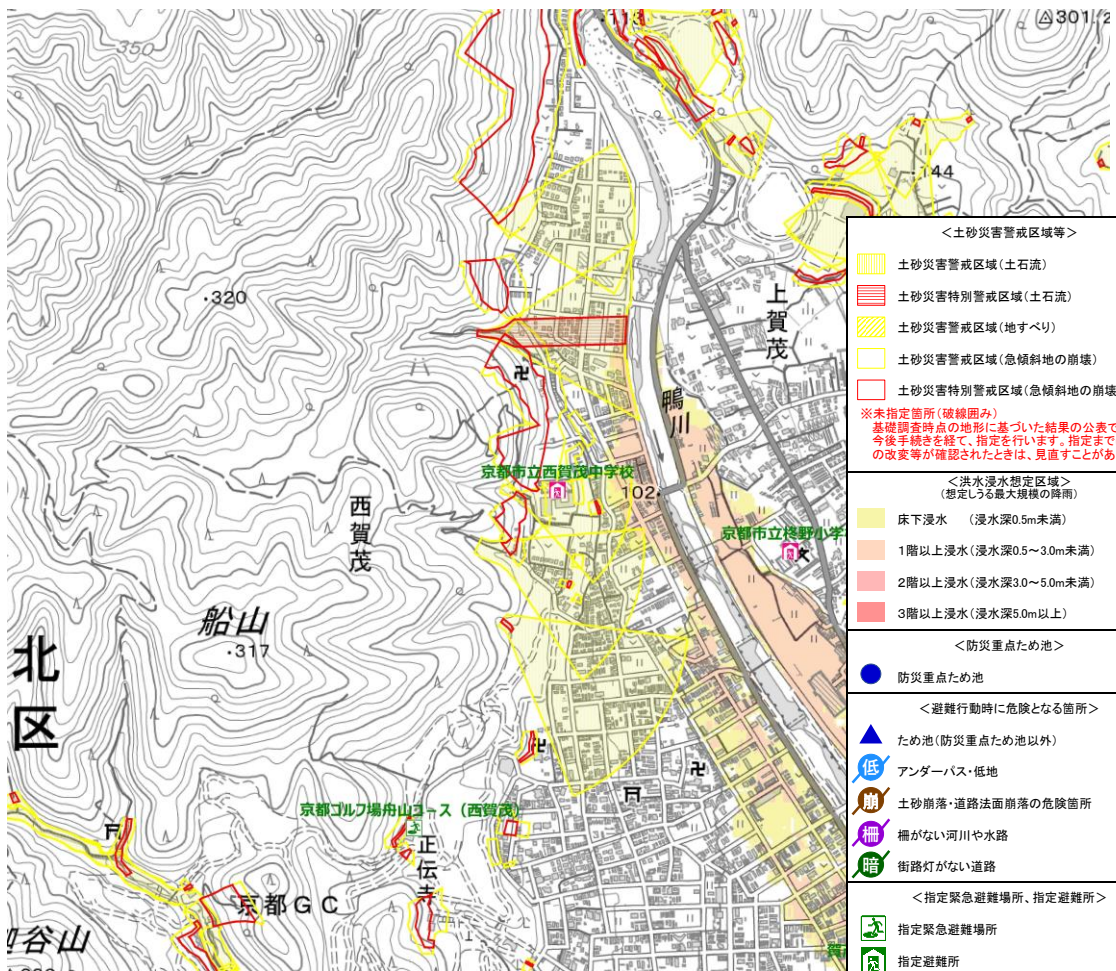 350
113
301.2
144
・320
上賀茂
鴨川
京都市立西賀茂中学校
102
京都市立柊野小学
西賀茂
船山
・317
北区
京都ゴルフ場舟山コース（西賀茂）
正伝寺
京都GC
谷山
賀
＜土砂災害警戒区域等＞
土砂災害警戒区域（土石流）
土砂災害特別警戒区域（土石流）
土砂災害警戒区域（地すべり）
土砂災害警戒区域（急傾斜地の崩壊）
土砂災害特別警戒区域（急傾斜地の崩壊
※未指定箇所（破線囲み）
基礎調査時点の地形に基づいた結果の公表で
今後手続きを経て、指定を行います。指定まで
の改変等が確認されたときは、見直すことがあ
＜洪水浸水想定区域＞
（想定しうる最大規模の降雨）
床下浸水　（浸水深0.5m未満）
1階以上浸水（浸水深0.5～3.0m未満）
2階以上浸水（浸水深3.0～5.0m未満）
3階以上浸水（浸水深5.0m以上）
＜防災重点ため池＞
防災重点ため池
＜避難行動時に危険となる箇所＞
ため池（防災重点ため池以外）
低 アンダーパス・低地
崩 土砂崩落・道路法面崩落の危険箇所
柵 柵がない河川や水路
暗 街路灯がない道路
＜指定緊急避難場所、指定避難所＞
指定緊急避難場所
指定避難所